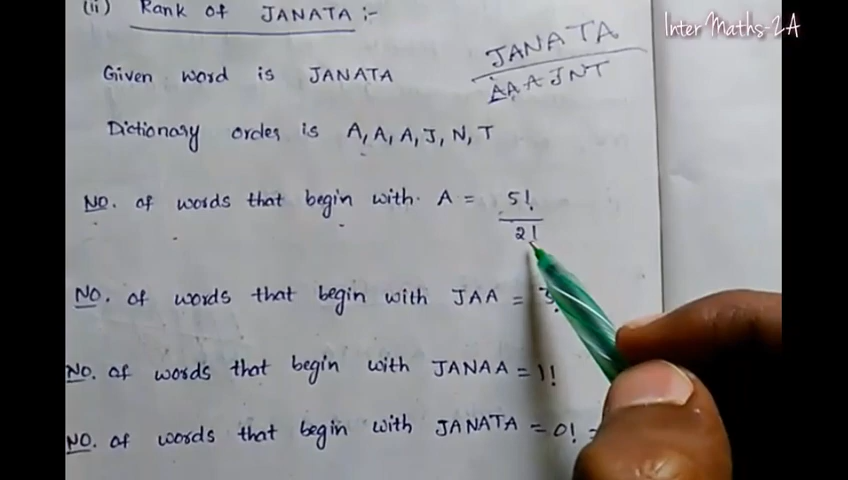 (ii) Rank of JANATA :-
Inter Maths-2A
JANATA
AAAJNT
Given word is JANATA
Dictionary order is A, A, A, J, N, T
NO. of words that begin with A = 5!
2!
NO. of words that begin with JAA = 3!
NO. of words that begin with JANAA = 1!
NO. of words that begin with JANATA = 0! =